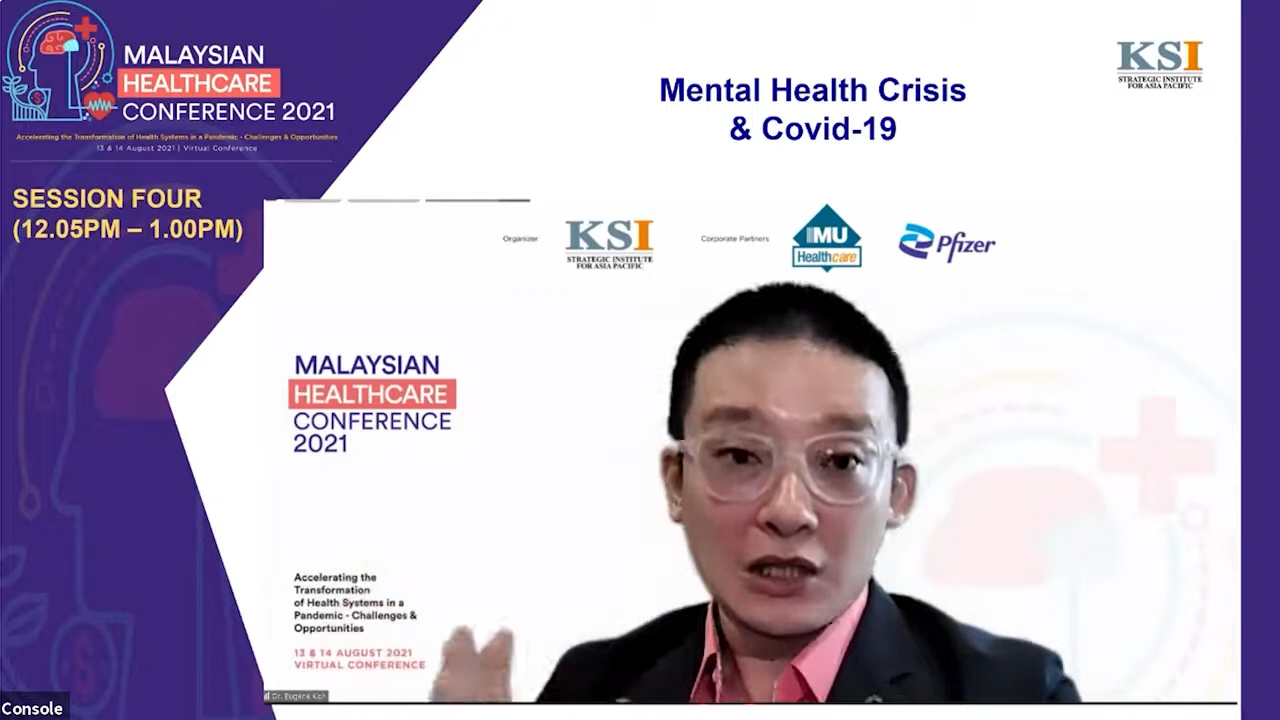 MALAYSIAN
HEALTHCARE
CONFERENCE 2021
Accelerating the Transformation of Health Systems in a Pandemic - Challenges & Opportunities
13 & 14 August 2021 | Virtual Conference
SESSION FOUR
(12.05PM – 1.00PM)
Mental Health Crisis
& Covid-19
KSI
STRATEGIC INSTITUTE
FOR ASIA PACIFIC
Organizer
KSI
STRATEGIC INSTITUTE
FOR ASIA PACIFIC
Corporate Partners
IMU
Healthcare
Pfizer
MALAYSIAN
HEALTHCARE
CONFERENCE
2021
Accelerating the
Transformation
of Health Systems in a
Pandemic - Challenges &
Opportunities
13 & 14 AUGUST 2021
VIRTUAL CONFERENCE
Dr. Eugene Koh
Console